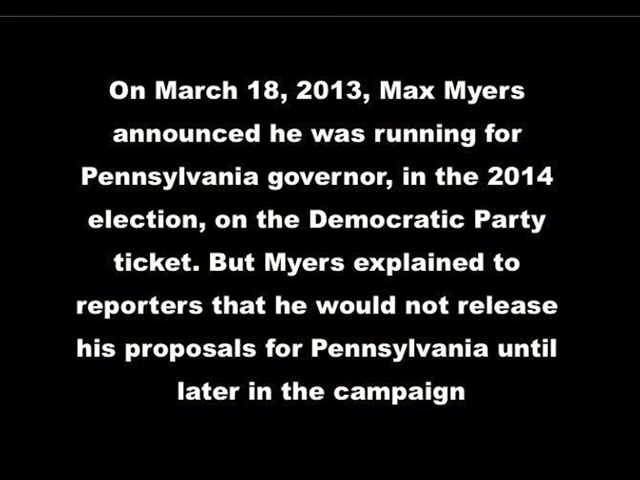 On March 18, 2013, Max Myers
announced he was running for
Pennsylvania governor, in the 2014
election, on the Democratic Party
ticket. But Myers explained to
reporters that he would not release
his proposals for Pennsylvania until
later in the campaign